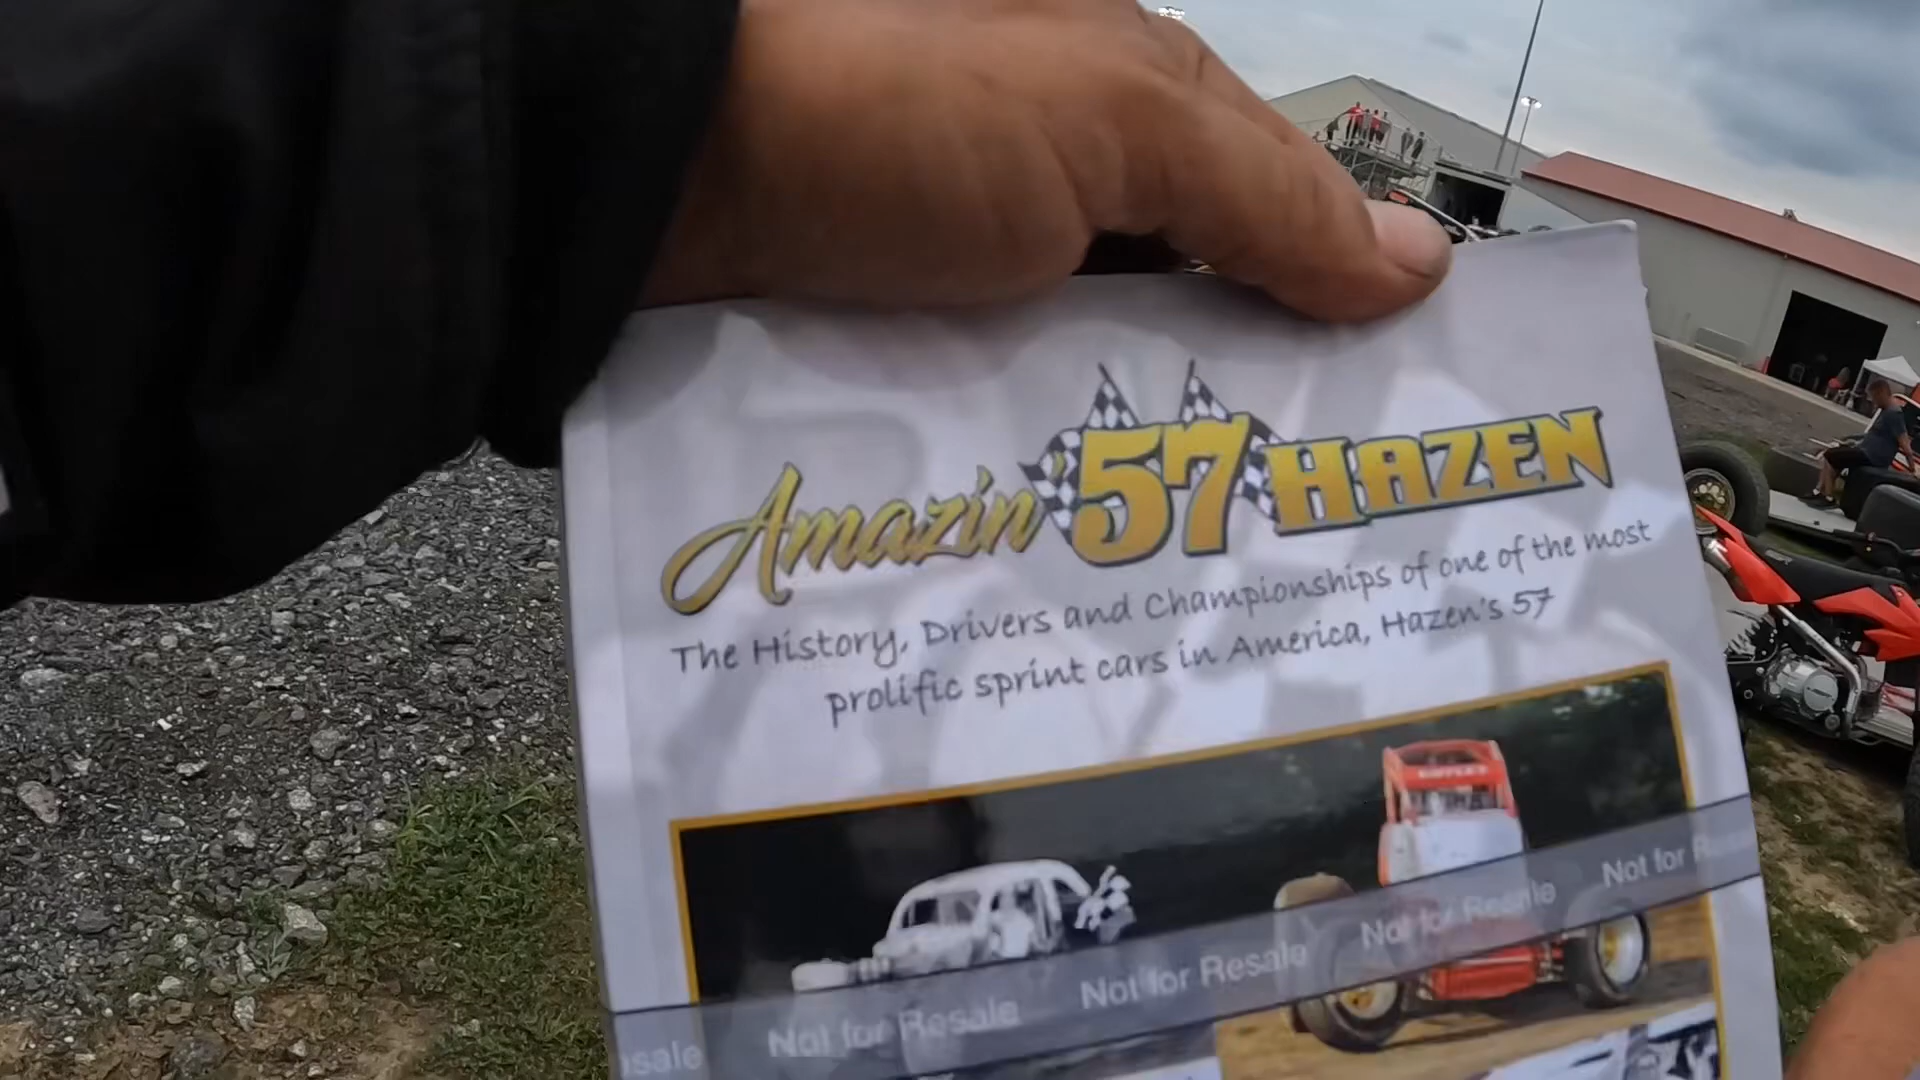 Amazin' 57 HAZEN
The History, Drivers and Championships of one of the most
prolific sprint cars in America, Hazen's 57
Not for Resale Not for Resale Not for Resale Not for